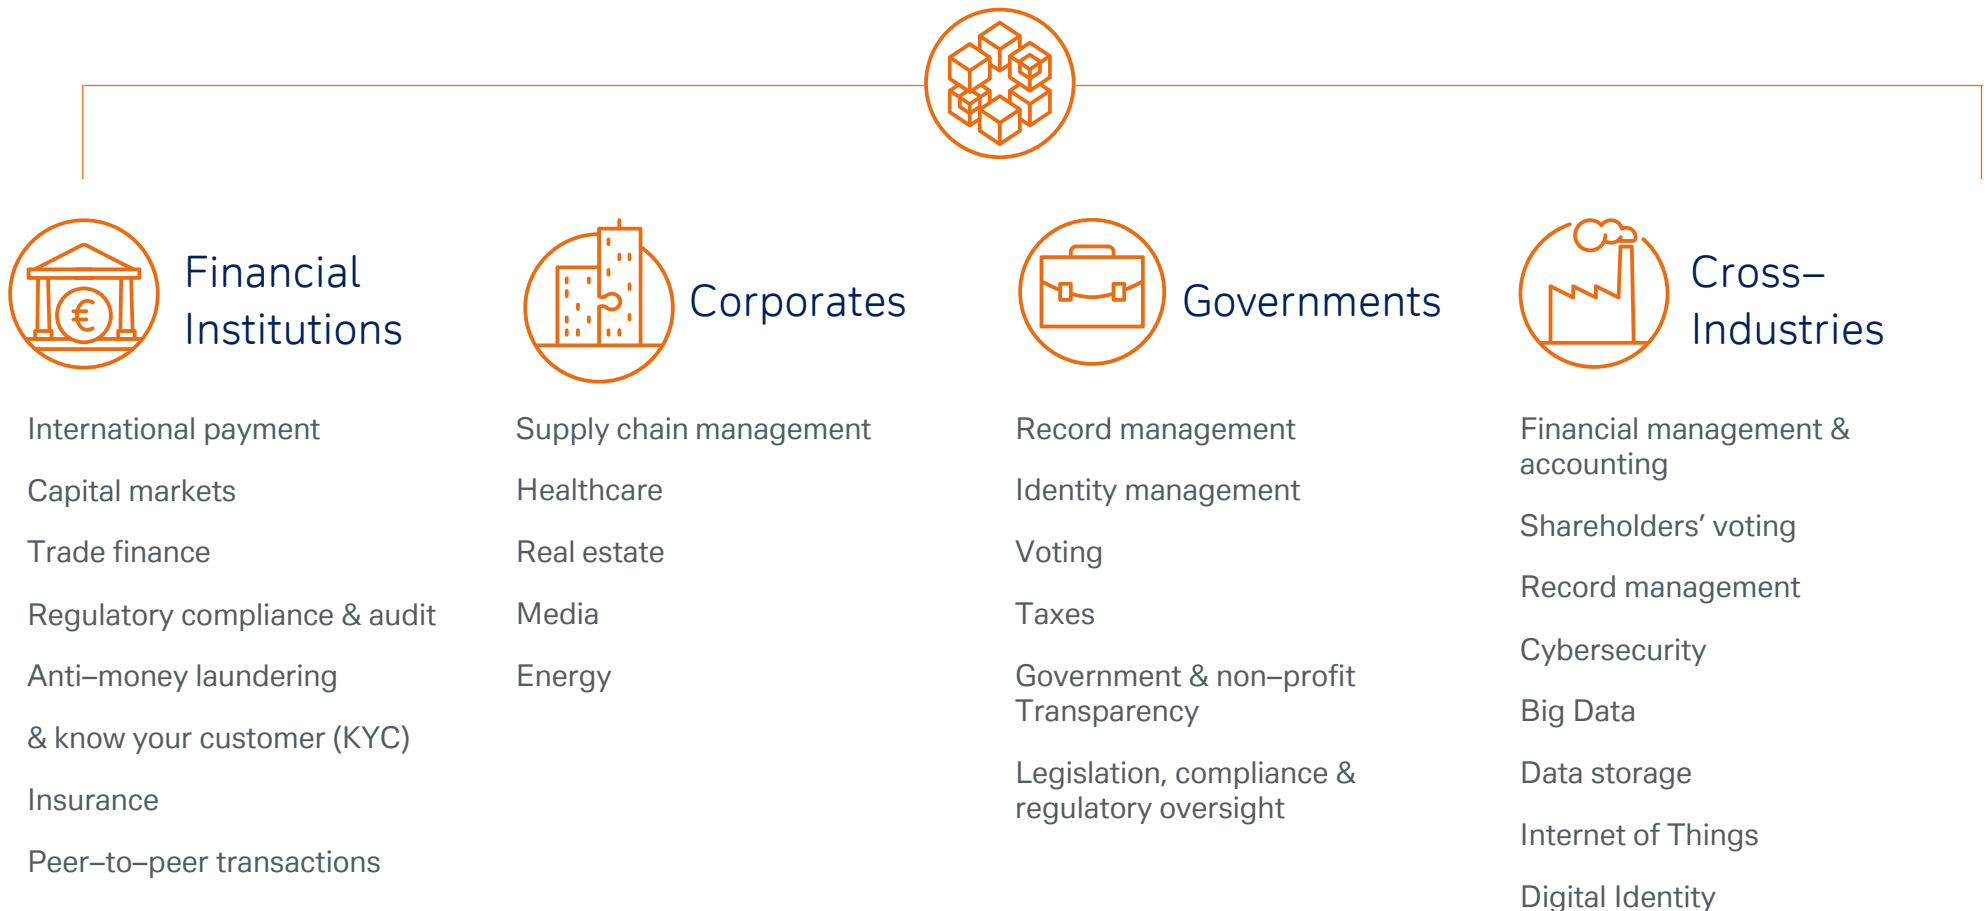 Financial
Institutions
International payment
Capital markets
Trade finance
Regulatory compliance & audit
Anti–money laundering
& know your customer (KYC)
Insurance
Peer–to–peer transactions
Corporates
Supply chain management
Healthcare
Real estate
Media
Energy
Governments
Record management
Identity management
Voting
Taxes
Government & non–profit
Transparency
Legislation, compliance &
regulatory oversight
Cross–
Industries
Financial management &
accounting
Shareholders’ voting
Record management
Cybersecurity
Big Data
Data storage
Internet of Things
Digital Identity
€